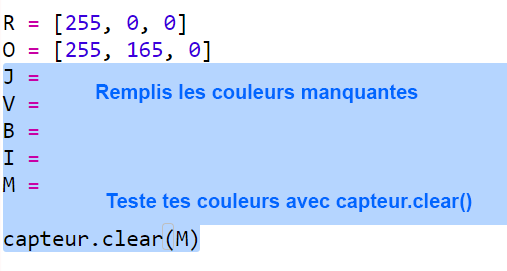 R = [255, 0, 0]
O = [255, 165, 0]
J =
Remplis les couleurs manquantes
V =
B =
I =
M =
Teste tes couleurs avec capteur.clear()
capteur.clear(M)